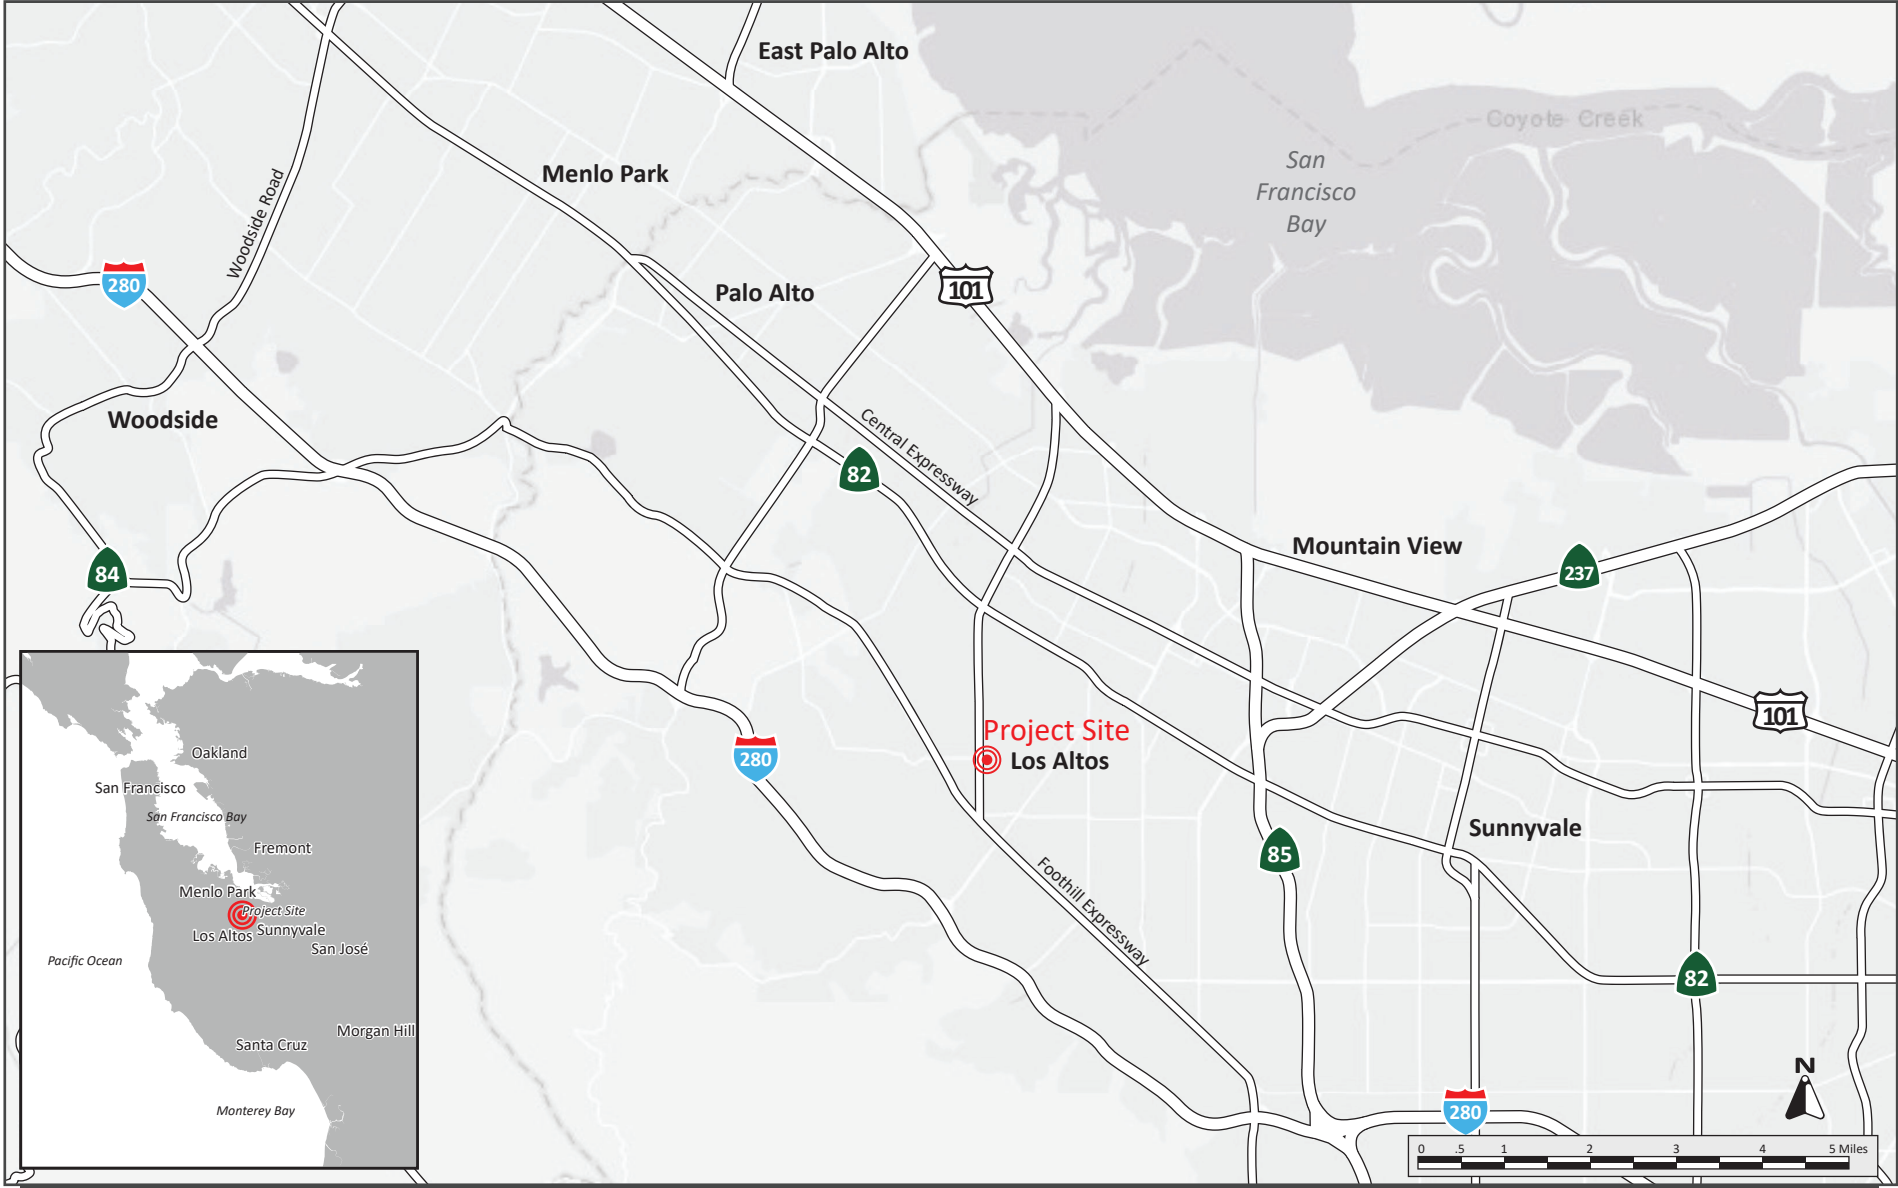 East Palo Alto
Coyote Creek
Menlo Park
San
Francisco
Bay
Woodside Road
280
101
Palo Alto
Woodside
Central Expressway
82
Mountain View
237
84
Project Site
Los Altos
101
280
Sunnyvale
85
Foothill Expressway
82
280
N
0 .5 1 2 3 4 5 Miles
Oakland
San Francisco
San Francisco Bay
Fremont
Menlo Park
Project Site
Los Altos
Sunnyvale
San José
Pacific Ocean
Morgan Hill
Santa Cruz
Monterey Bay